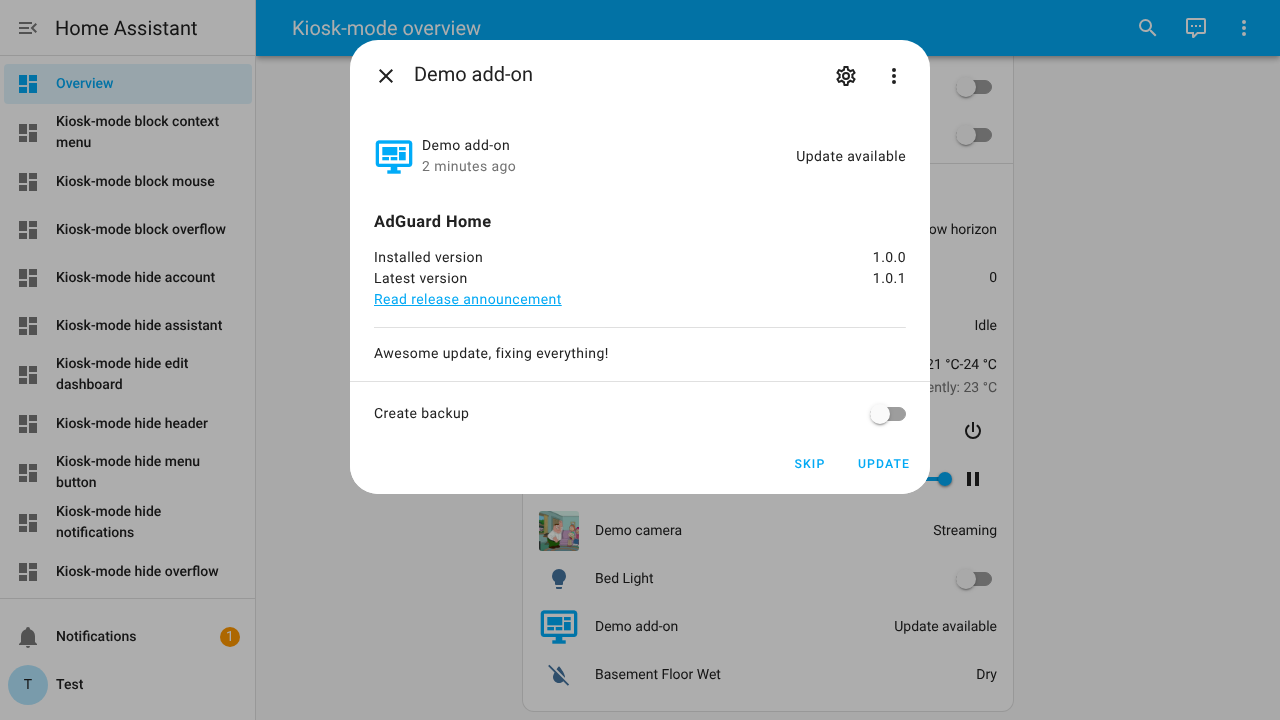 Home Assistant
Kiosk-mode overview
Overview
Kiosk-mode block context
menu
Kiosk-mode block mouse
Kiosk-mode block overflow
Kiosk-mode hide account
Kiosk-mode hide assistant
Kiosk-mode hide edit
dashboard
Kiosk-mode hide header
Kiosk-mode hide menu
button
Kiosk-mode hide
notifications
Kiosk-mode hide overflow
Notifications
1
T
Test
Demo add-on
Demo add-on
2 minutes ago
Update available
AdGuard Home
Installed version 1.0.0
Latest version 1.0.1
Read release announcement
Awesome update, fixing everything!
Create backup
SKIP UPDATE
ow horizon
0
Idle
21 °C-24 °C
ently: 23 °C
Demo camera Streaming
Bed Light
Demo add-on Update available
Basement Floor Wet Dry